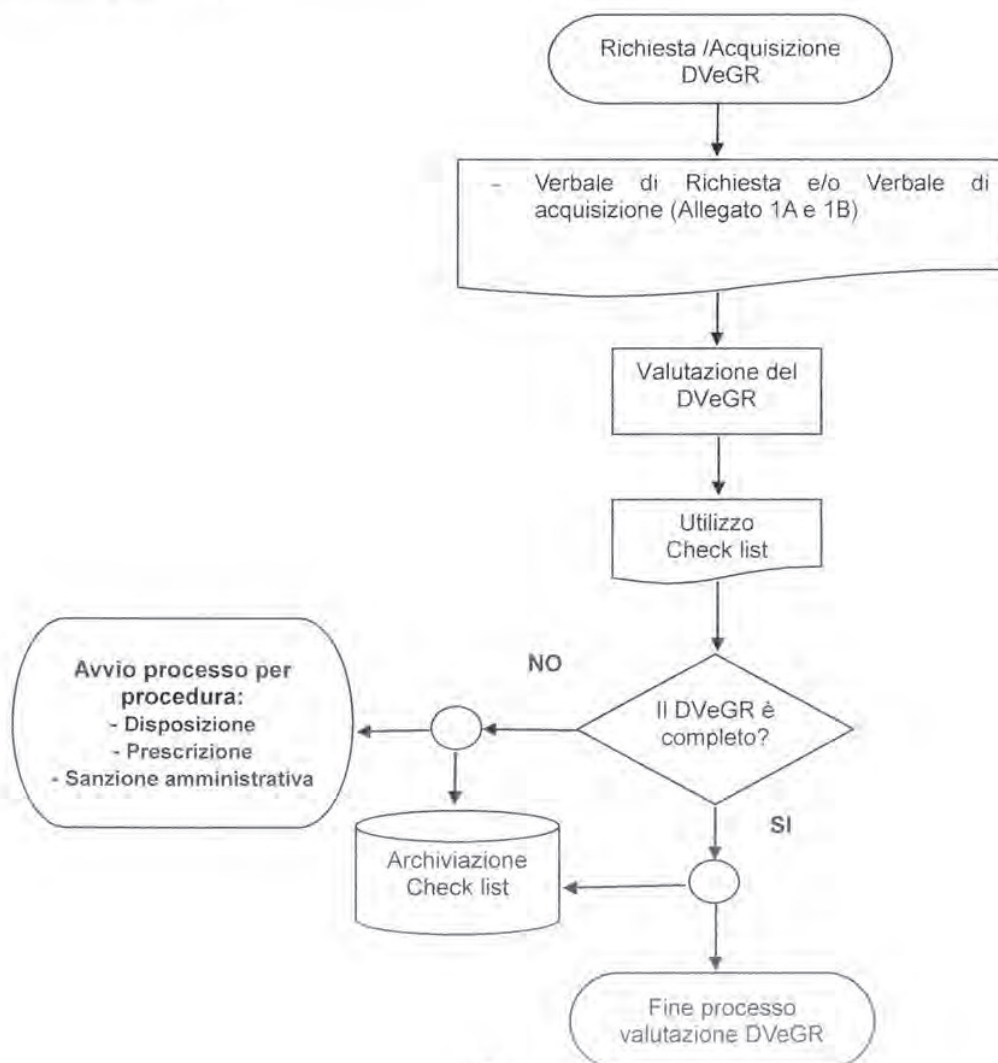 Richiesta /Acquisizione
DVeGR
- Verbale di Richiesta e/o Verbale di
acquisizione (Allegato 1A e 1B)
Valutazione del
DVeGR
Utilizzo
Check list
Il DVeGR è
completo?
NO
Avvio processo per
procedura:
- Disposizione
- Prescrizione
- Sanzione amministrativa
SI
Archiviazione
Check list
Fine processo
valutazione DVeGR